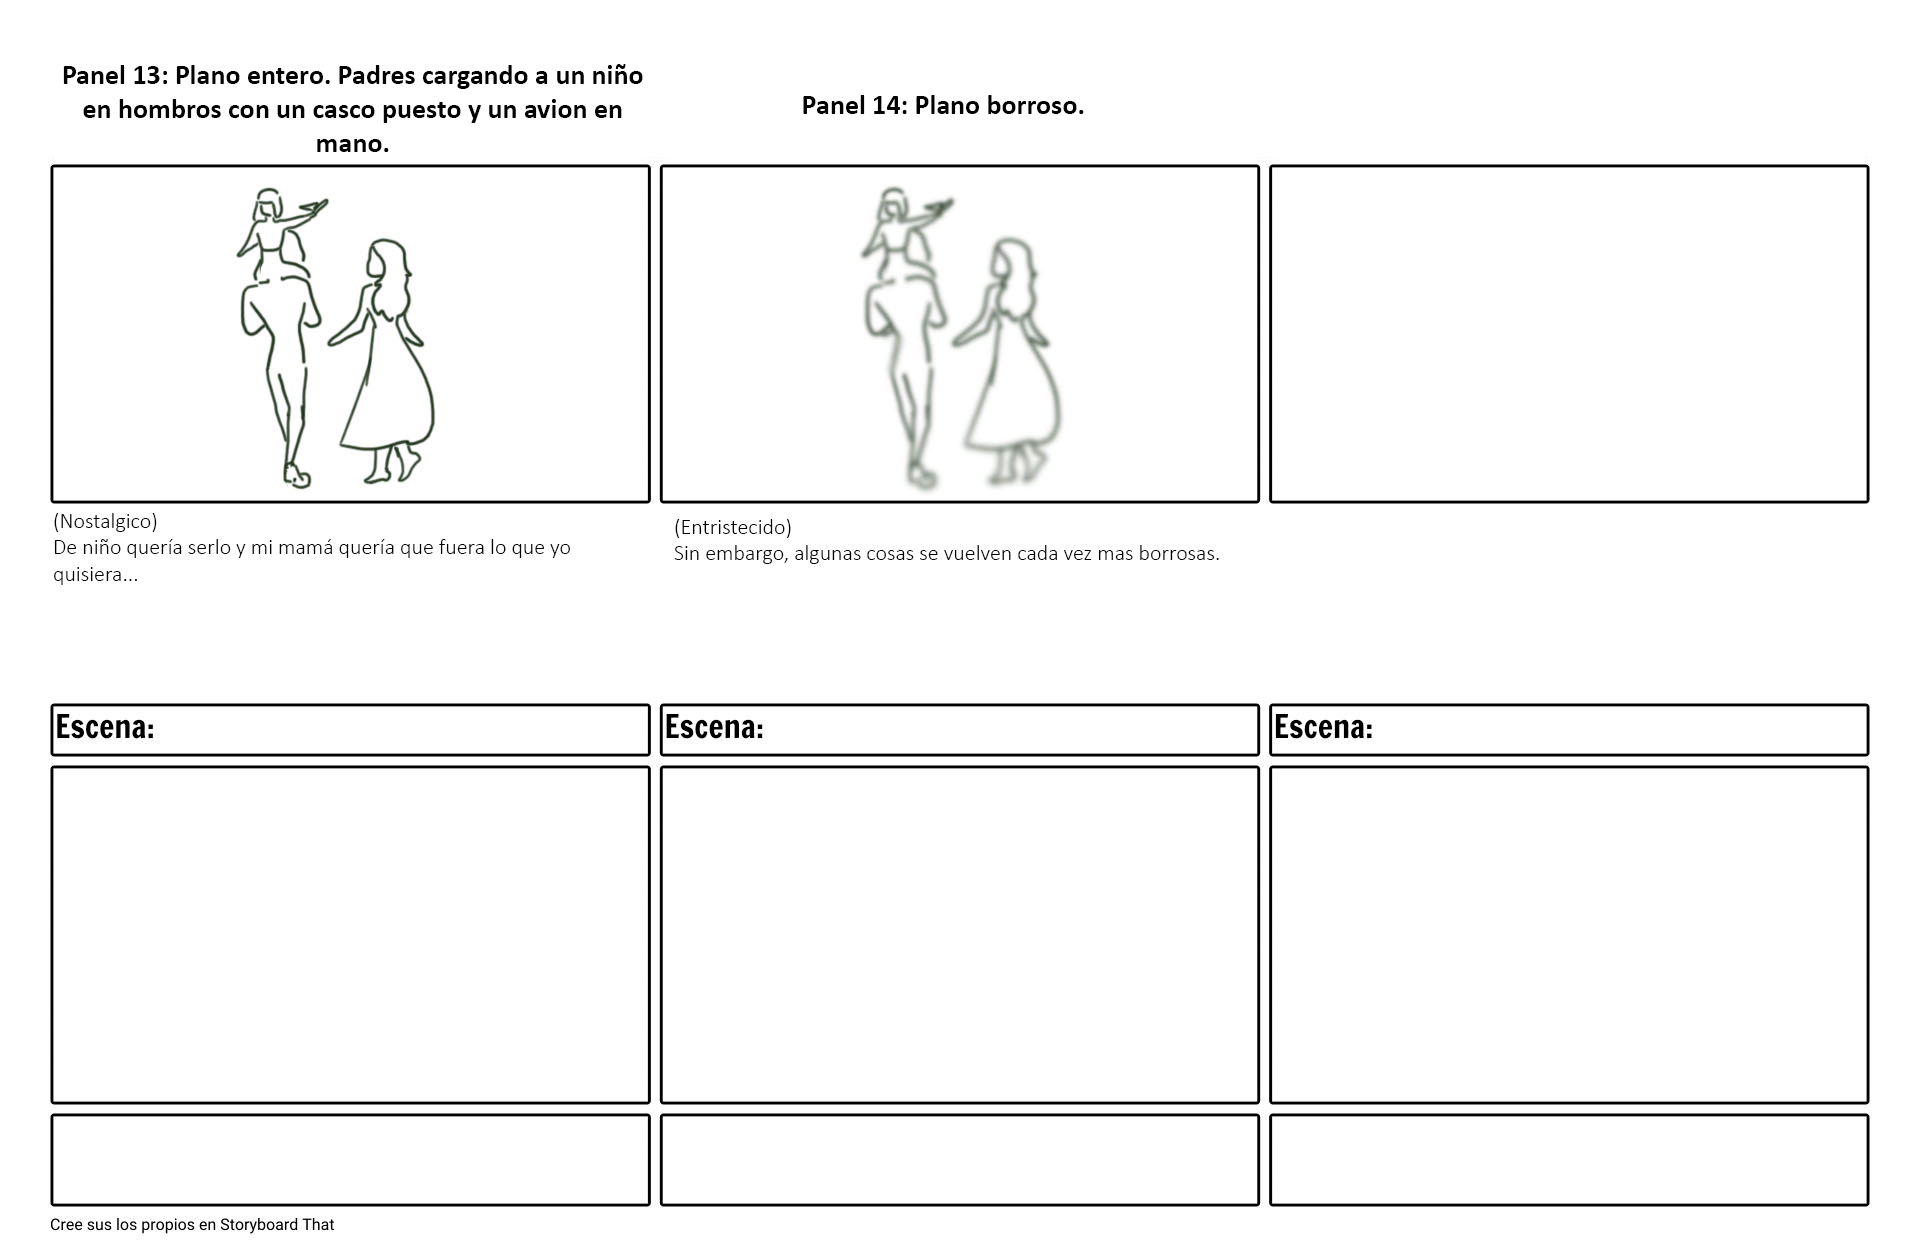 Panel 13: Plano entero. Padres cargando a un niño
en hombros con un casco puesto y un avion en
mano.
Panel 14: Plano borroso.
(Nostalgico)
De niño quería serlo y mi mamá quería que fuera lo que yo
quisiera...
(Entristecido)
Sin embargo, algunas cosas se vuelven cada vez mas borrosas.
Escena:
Escena:
Escena:
Cree sus los propios en Storyboard That